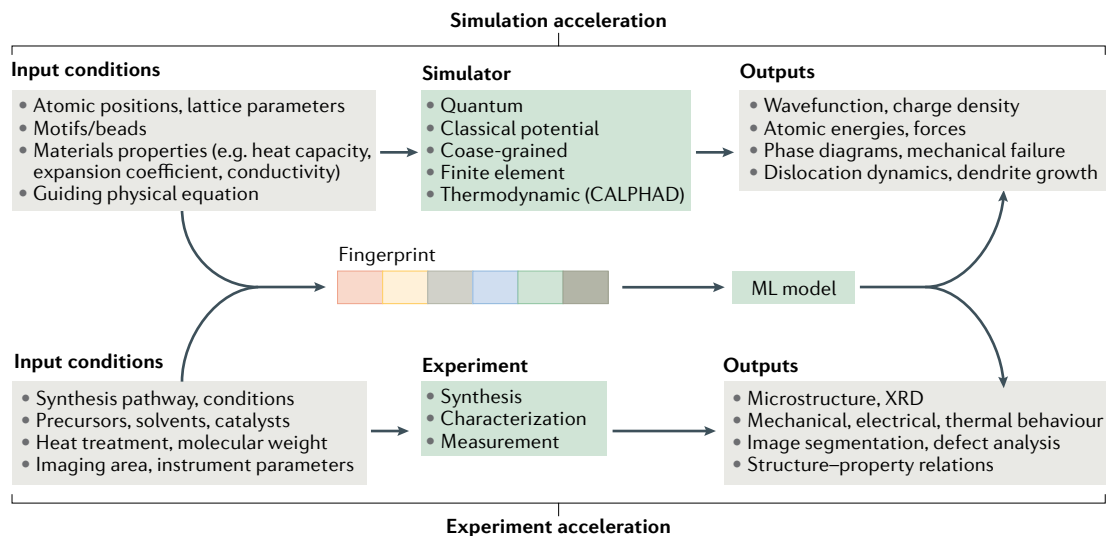 Simulation acceleration
Input conditions
• Atomic positions, lattice parameters
• Motifs/beads
• Materials properties (e.g. heat capacity,
expansion coefficient, conductivity)
• Guiding physical equation
Simulator
• Quantum
• Classical potential
• Coase-grained
• Finite element
• Thermodynamic (CALPHAD)
Outputs
• Wavefunction, charge density
• Atomic energies, forces
• Phase diagrams, mechanical failure
• Dislocation dynamics, dendrite growth
Fingerprint
ML model
Input conditions
• Synthesis pathway, conditions
• Precursors, solvents, catalysts
• Heat treatment, molecular weight
• Imaging area, instrument parameters
Experiment
• Synthesis
• Characterization
• Measurement
Outputs
• Microstructure, XRD
• Mechanical, electrical, thermal behaviour
• Image segmentation, defect analysis
• Structure–property relations
Experiment acceleration